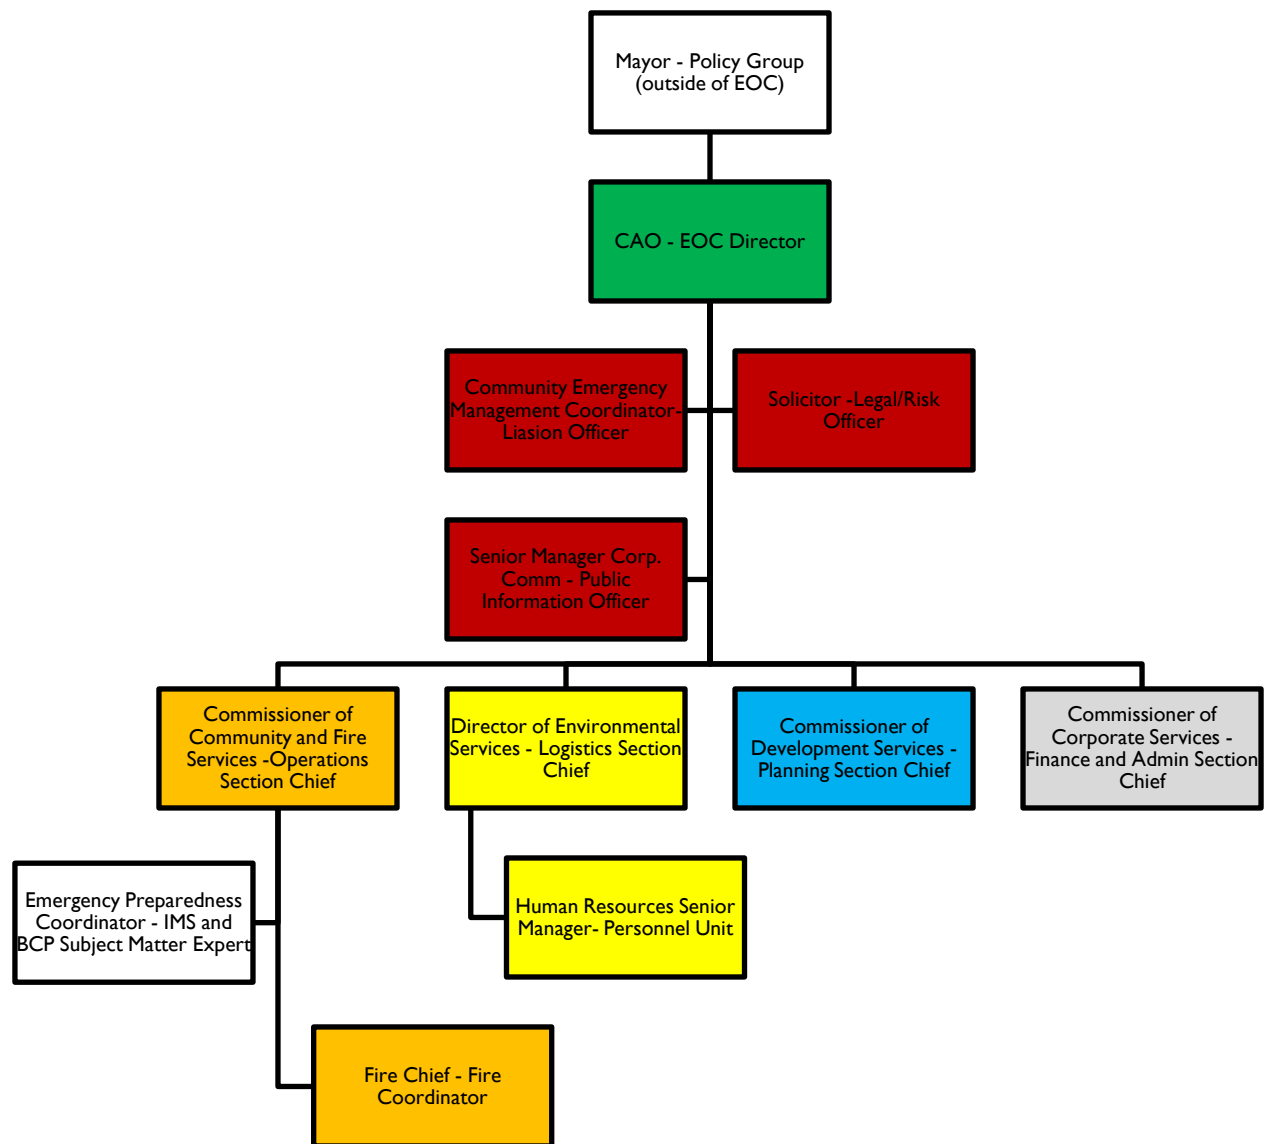 Mayor - Policy Group
(outside of EOC)
CAO - EOC Director
Community Emergency
Management Coordinator-
Liasion Officer
Solicitor -Legal/Risk
Officer
Senior Manager Corp.
Comm - Public
Information Officer
Commissioner of
Community and Fire
Services -Operations
Section Chief
Director of Environmental
Services - Logistics Section
Chief
Commissioner of
Development Services -
Planning Section Chief
Commissioner of
Corporate Services -
Finance and Admin Section
Chief
Emergency Preparedness
Coordinator - IMS and
BCP Subject Matter Expert
Human Resources Senior
Manager- Personnel Unit
Fire Chief - Fire
Coordinator